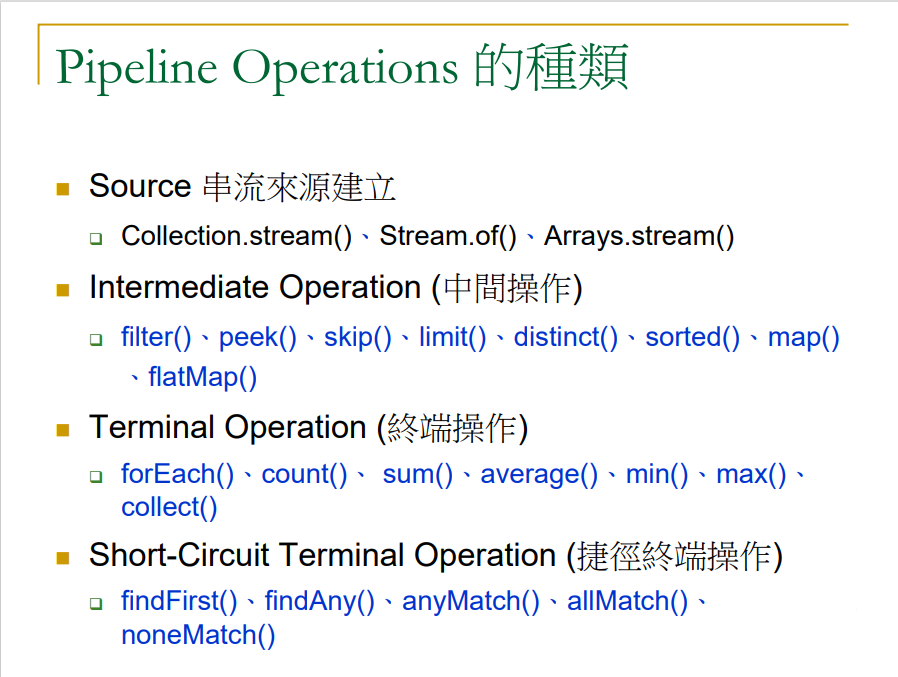 Pipeline Operations 的種類
Source 串流來源建立
Collection.stream()、Stream.of()、Arrays.stream()
Intermediate Operation (中間操作)
filter()、peek()、skip()、limit()、distinct()、sorted()、map()
、flatMap()
Terminal Operation (終端操作)
forEach()、count()、 sum()、average()、min()、max()、
collect()
Short-Circuit Terminal Operation (捷徑終端操作)
findFirst()、findAny()、anyMatch()、allMatch()、
noneMatch()